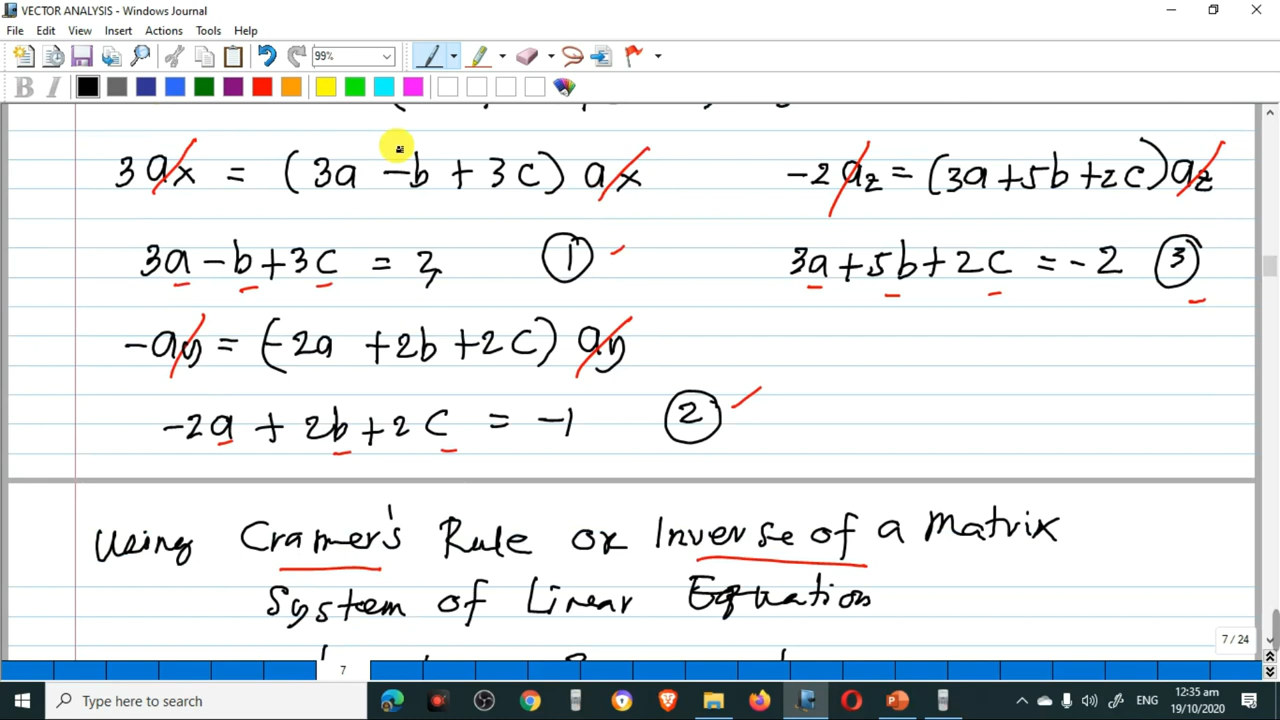 VECTOR ANALYSIS - Windows Journal
File Edit View Insert Actions Tools Help
99%
B I
3ax = (3a - b + 3c) ax
-2az = (3a + 5b + 2c) az
3a - b + 3c = 3, ①
3a + 5b + 2c = -2 ③
-ay = (-2a + 2b + 2c) ay
-2a + 2b + 2c = -1 ②
Using Cramer's Rule or Inverse of a Matrix
System of Linear Equation
7 / 24
7
Type here to search
ENG
12:35 am
19/10/2020